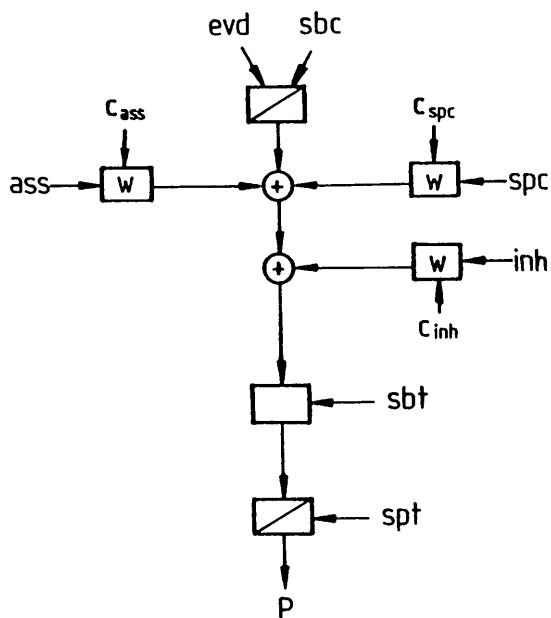 evd sbc
c_ass c_spc
ass W + W spc
+ W inh
c_inh
sbt
spt
P